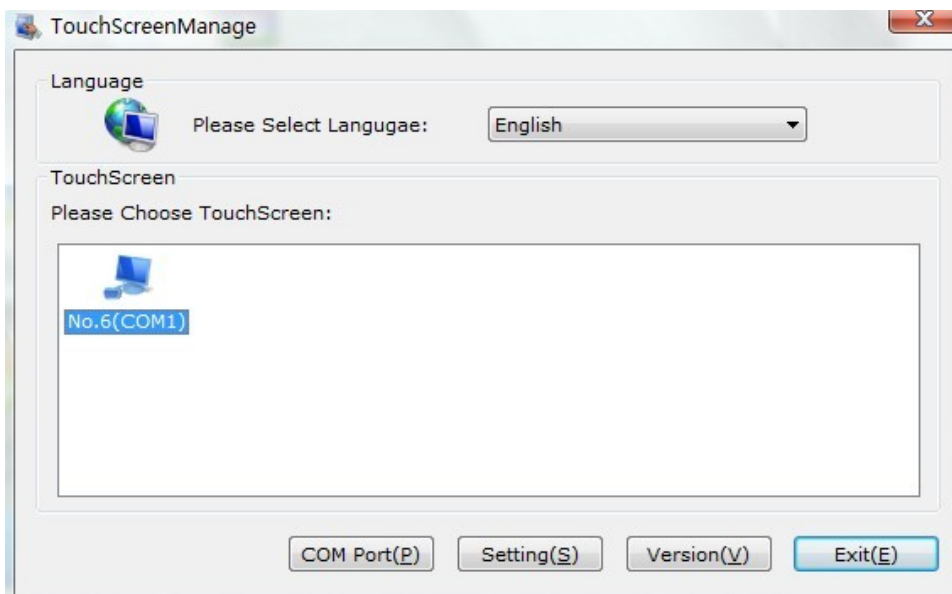 TouchScreenManage
Language
Please Select Langugae:
English
TouchScreen
Please Choose TouchScreen:
No.6(COM1)
COM Port(P)
Setting(S)
Version(V)
Exit(E)